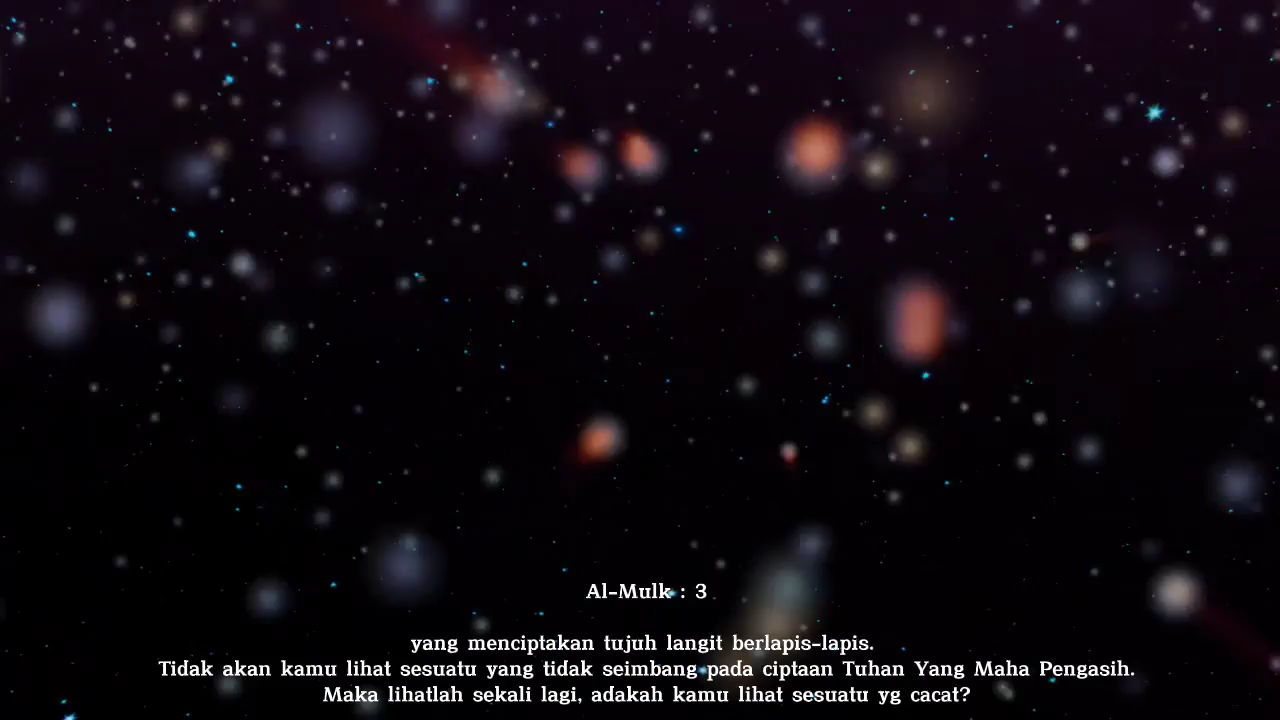 Al-Mulk : 3
yang menciptakan tujuh langit berlapis-lapis.
Tidak akan kamu lihat sesuatu yang tidak seimbang pada ciptaan Tuhan Yang Maha Pengasih.
Maka lihatlah sekali lagi, adakah kamu lihat sesuatu yg cacat?